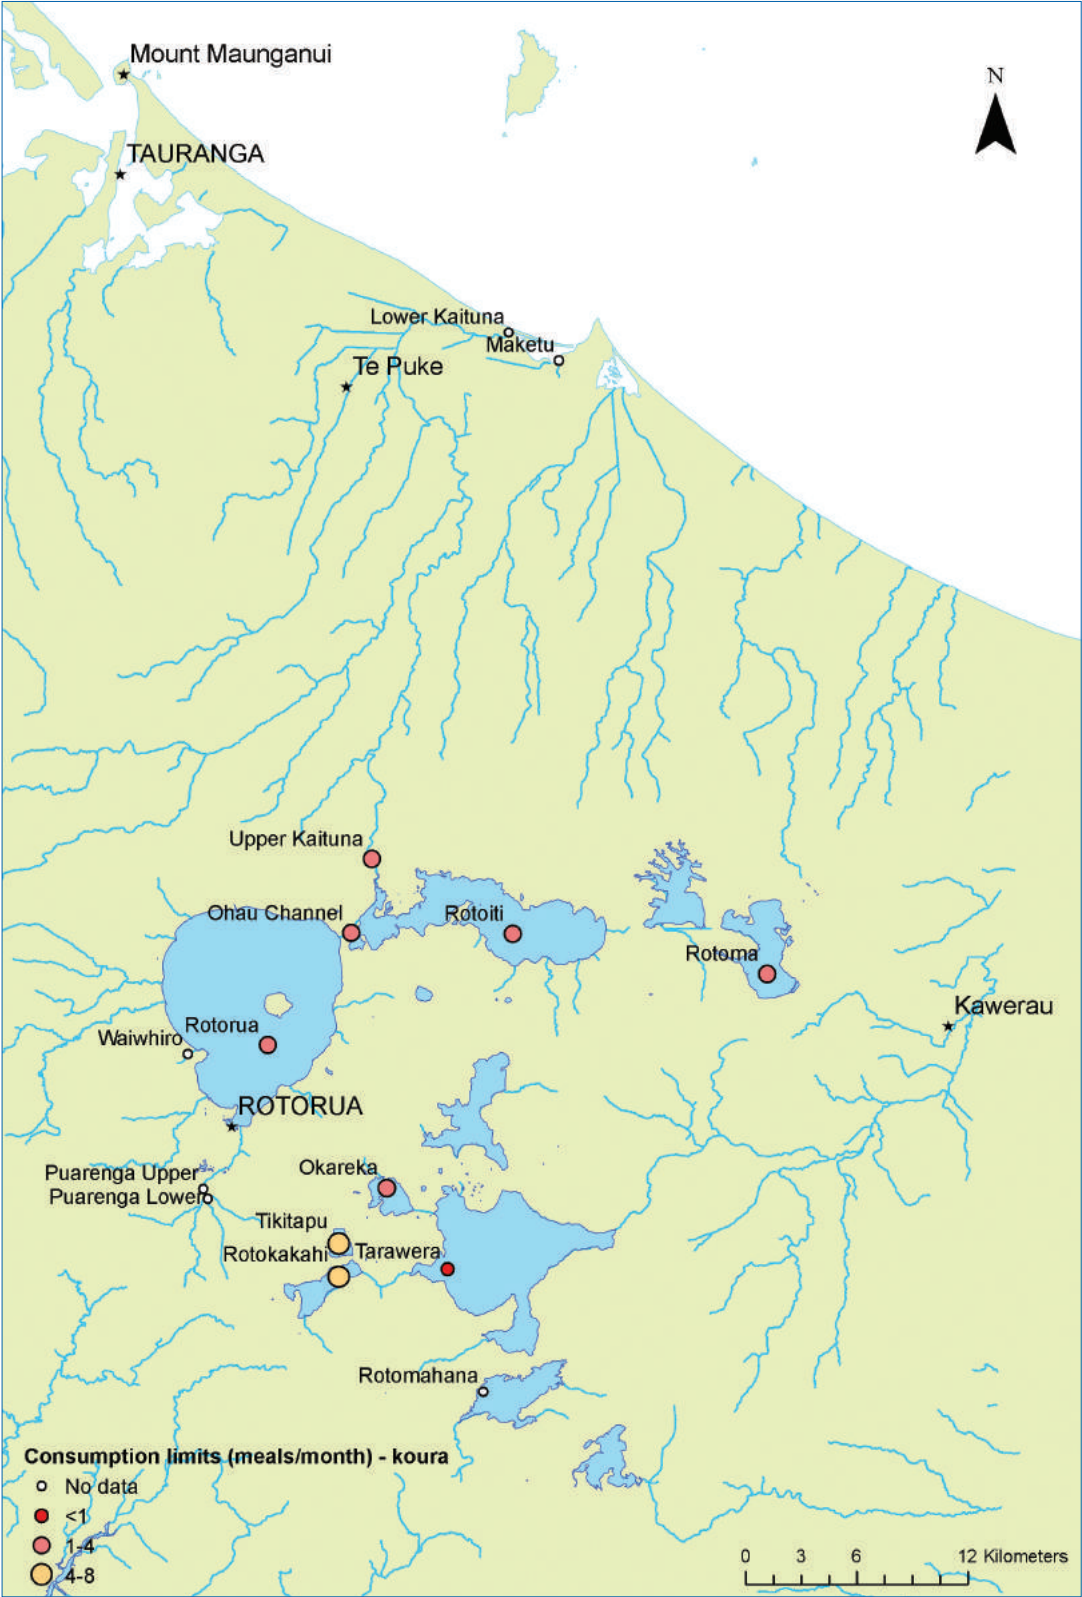 Mount Maunganui
N
TAURANGA
Lower Kaituna
Maketu
Te Puke
Upper Kaituna
Ohau Channel
Rotoiti
Rotoma
Kawerau
Rotorua
Waiwhiro
ROTORUA
Okareka
Puarenga Upper
Puarenga Lower
Tikitapu
Rotokakahi
Tarawera
Rotomahana
Consumption limits (meals/month) - koura
No data
<1
1-4
4-8
0 3 6 12 Kilometers